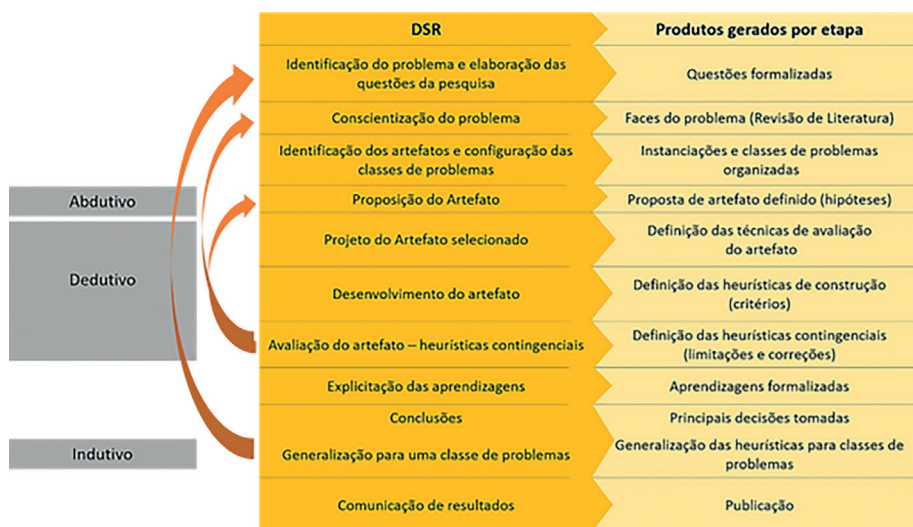 DSR
Produtos gerados por etapa
Identificação do problema e elaboração das
questões da pesquisa
Questões formalizadas
Conscientização do problema
Faces do problema (Revisão de Literatura)
Identificação dos artefatos e configuração das
classes de problemas
Instanciações e classes de problemas
organizadas
Abdutivo
Proposição do Artefato
Proposta de artefato definido (hipóteses)
Dedutivo
Projeto do Artefato selecionado
Definição das técnicas de avaliação
do artefato
Desenvolvimento do artefato
Definição das heurísticas de construção
(critérios)
Avaliação do artefato – heurísticas contingenciais
Definição das heurísticas contingenciais
(limitações e correções)
Explicitação das aprendizagens
Aprendizagens formalizadas
Conclusões
Principais decisões tomadas
Indutivo
Generalização para uma classe de problemas
Generalização das heurísticas para classes de
problemas
Comunicação de resultados
Publicação